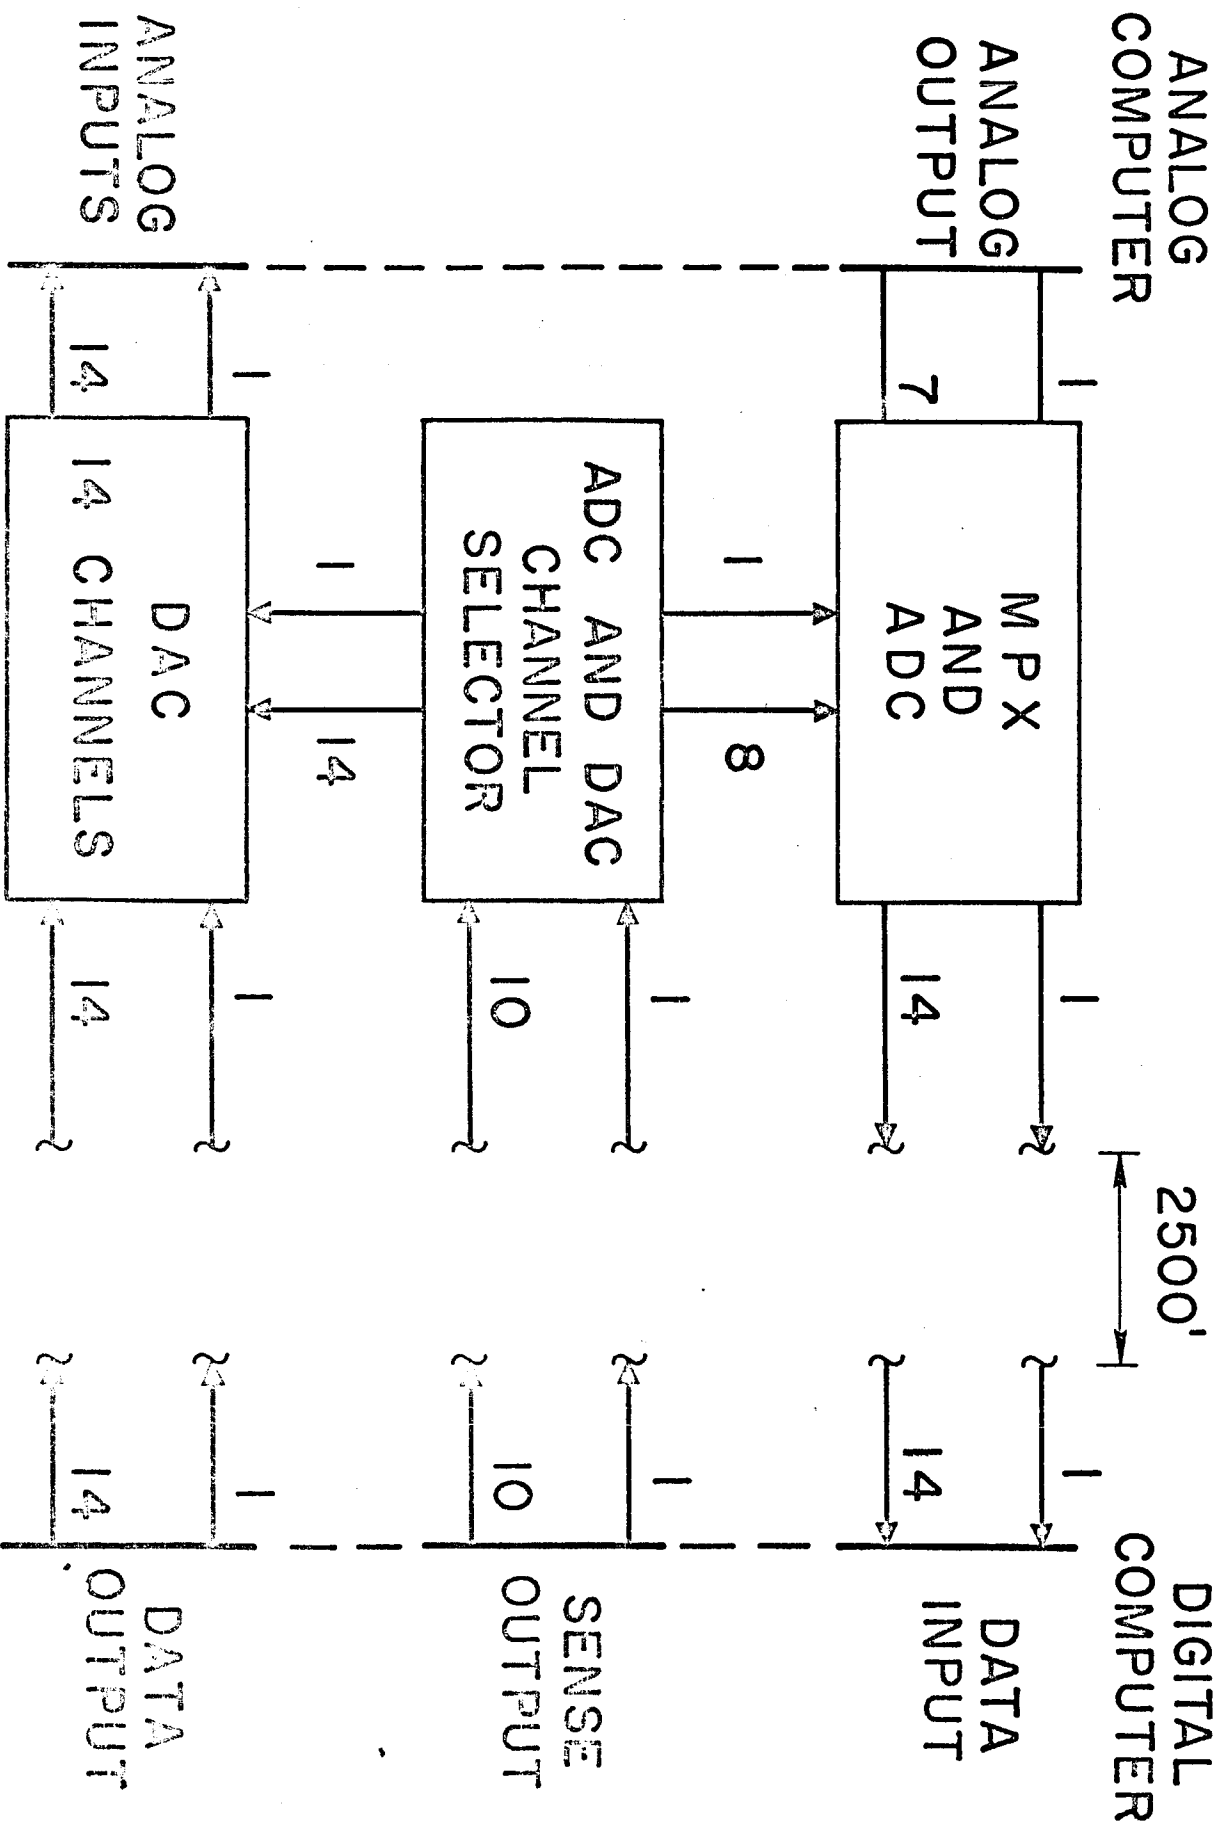 ANALOG
COMPUTER
2500'
DIGITAL
COMPUTER
ANALOG
OUTPUT
1
7
MPX
AND
ADC
1
14
1
14
DATA
INPUT
1
8
ADC AND DAC
CHANNEL
SELECTOR
1
10
1
10
SENSE
OUTPUT
1
14
ANALOG
INPUTS
1
14
DAC
14 CHANNELS
1
14
1
14
DATA
OUTPUT